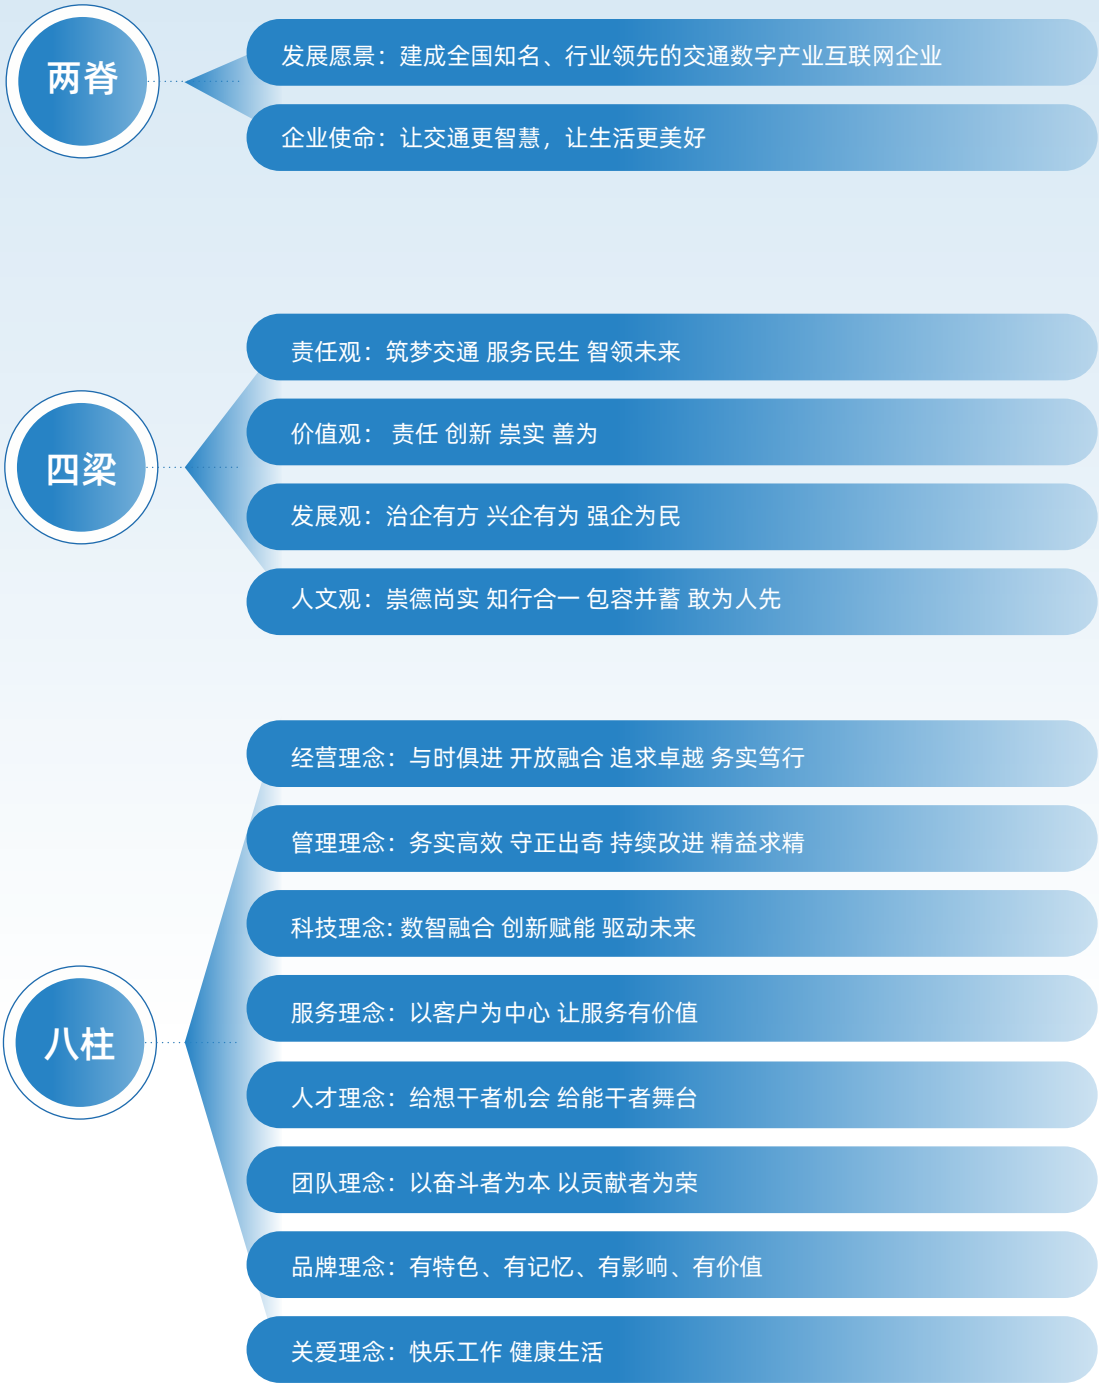 两脊
发展愿景：建成全国知名、行业领先的交通数字产业互联网企业
企业使命：让交通更智慧，让生活更美好
四梁
责任观：筑梦交通 服务民生 智领未来
价值观： 责任 创新 崇实 善为
发展观：治企有方 兴企有为 强企为民
人文观：崇德尚实 知行合一 包容并蓄 敢为人先
八柱
经营理念：与时俱进 开放融合 追求卓越 务实笃行
管理理念：务实高效 守正出奇 持续改进 精益求精
科技理念：数智融合 创新赋能 驱动未来
服务理念：以客户为中心 让服务有价值
人才理念：给想干者机会 给能干者舞台
团队理念：以奋斗者为本 以贡献者为荣
品牌理念：有特色、有记忆、有影响、有价值
关爱理念：快乐工作 健康生活